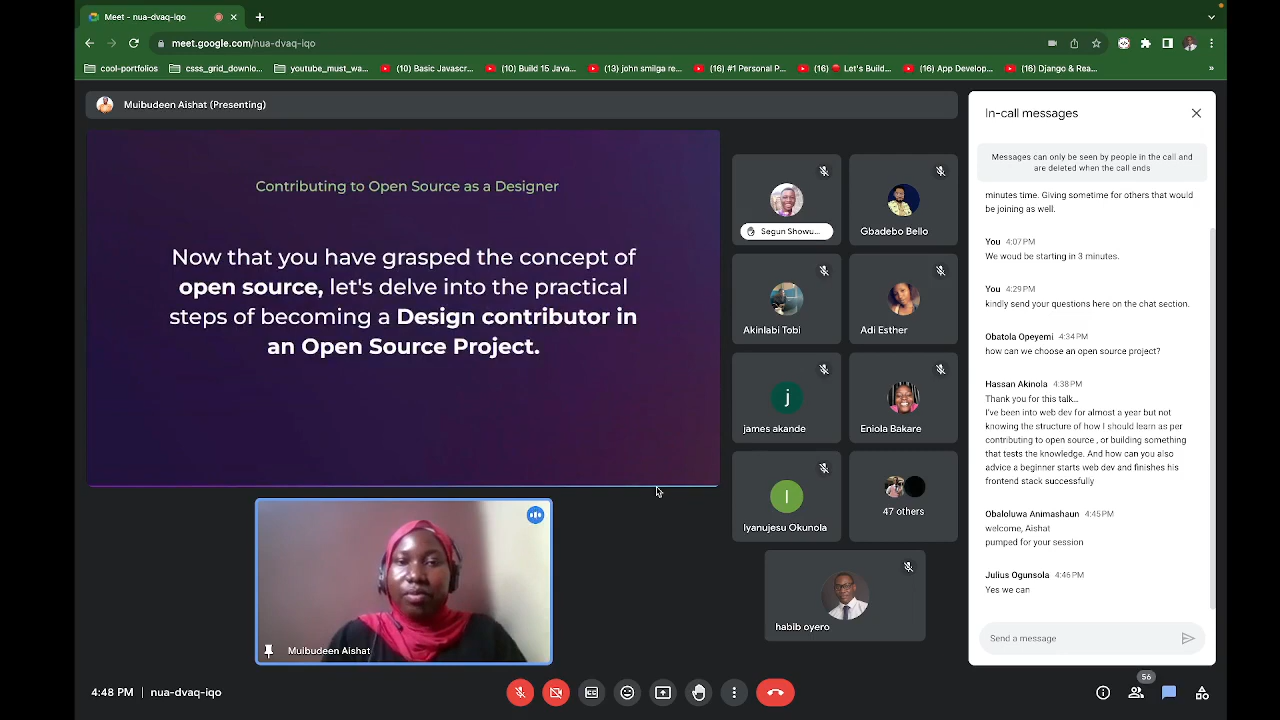 Meet - nua-dvaq-iqo
meet.google.com/nua-dvaq-iqo
cool-portfolios
csss_grid_downlo...
youtube_must_wa...
(10) Basic Javascr...
(10) Build 15 Java...
(13) john smilga re...
(16) #1 Personal P...
(16) 🔴 Let's Build...
(16) App Develop...
(16) Django & Rea...
»
Muibudeen Aishat (Presenting)
Contributing to Open Source as a Designer
Now that you have grasped the concept of
open source, let's delve into the practical
steps of becoming a Design contributor in
an Open Source Project.
Muibudeen Aishat
Segun Showu...
Gbadebo Bello
Akinlabi Tobi
Adi Esther
j
james akande
Eniola Bakare
I
Iyanujesu Okunola
47 others
habib oyero
In-call messages
Messages can only be seen by people in the call and
are deleted when the call ends
minutes time. Giving sometime for others that would
be joining as well.
You 4:07 PM
We woud be starting in 3 minutes.
You 4:29 PM
kindly send your questions here on the chat section.
Obatola Opeyemi 4:34 PM
how can we choose an open source project?
Hassan Akinola 4:38 PM
Thank you for this talk...
I've been into web dev for almost a year but not
knowing the structure of how I should learn as per
contributing to open source , or building something
that tests the knowledge. And how can you also
advice a beginner starts web dev and finishes his
frontend stack successfully
Obaloluwa Animashaun 4:45 PM
welcome, Aishat
pumped for your session
Julius Ogunsola 4:46 PM
Yes we can
Send a message
4:48 PM | nua-dvaq-iqo
56